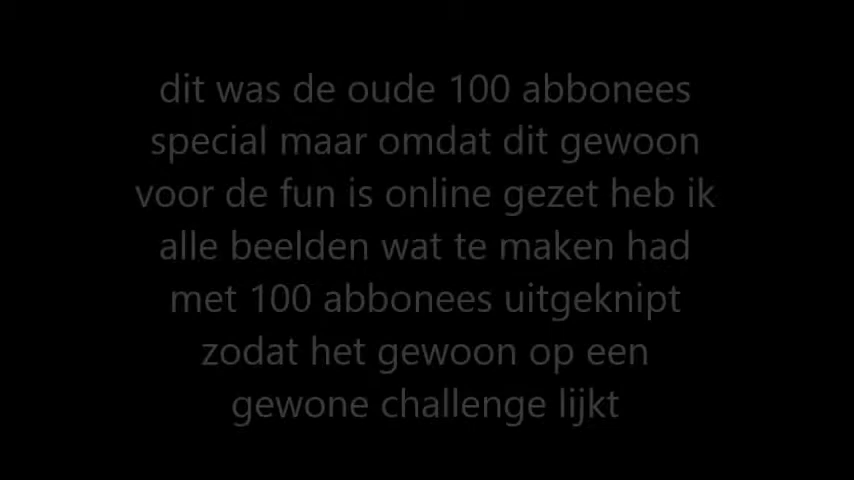 dit was de oude 100 abbonees
special maar omdat dit gewoon
voor de fun is online gezet heb ik
alle beelden wat te maken had
met 100 abbonees uitgeknipt
zodat het gewoon op een
gewone challenge lijkt